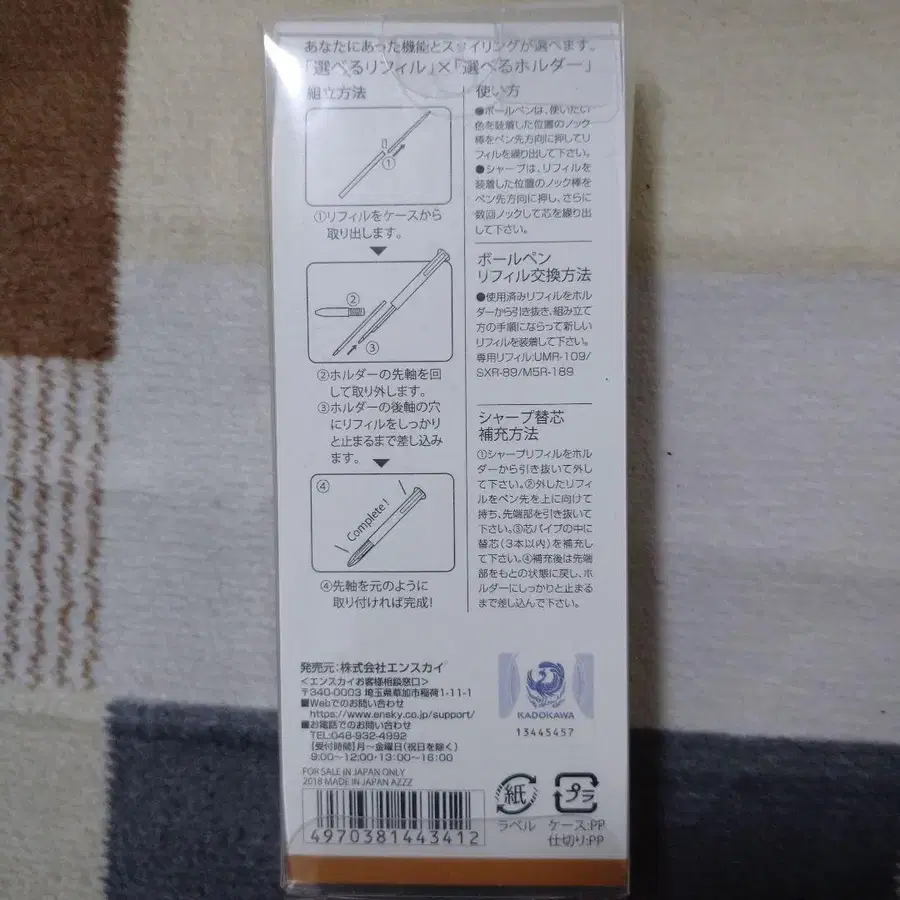 あなたにあった機能とスタイリングが選べます。
「選べるリフィル」×「選べるホルダー」
組立方法
①
①リフィルをケースから
取り出します。
②
③
②ホルダーの先軸を回
して取り外します。
③ホルダーの後軸の穴
にリフィルをしっかり
と止まるまで差し込み
ます。
④
Complete!
④先軸を元のように
取り付ければ完成!
使い方
●ボールペンは、使いたい
色を装着した位置のノック
棒をペン先方向に押してリ
フィルを繰り出して下さい。
●シャープは、リフィルを
装着した位置のノック棒を
ペン先方向に押し、さらに
数回ノックして芯を繰り出
して下さい。
ボールペン
リフィル交換方法
●使用済みリフィルをホル
ダーから引き抜き、組み立て
方の手順にならって新しい
リフィルを装着して下さい。
専用リフィル:UMR-109/
SXR-89/M5R-189
シャープ替芯
補充方法
①シャープリフィルをホル
ダーから引き抜いて外し
て下さい。②外したリフィ
ルをペン先を上に向けて
持ち、先端部を引き抜いて
下さい。③芯パイプの中に
替芯(3本以内)を補充し
て下さい。④補充後は先端
部をもとの状態に戻し、ホ
ルダーにしっかりと止まる
まで差し込んで下さい。
発売元:株式会社エンスカイ
<エンスカイお客様相談窓口>
〒340-0003 埼玉県草加市稲荷1-11-1
■Webでのお問い合わせ
https://www.ensky.co.jp/support/
■お電話でのお問い合わせ
TEL:048-932-4992
【受付時間】月〜金曜日(祝日を除く)
9:00〜12:00・13:00〜16:00
FOR SALE IN JAPAN ONLY
2018 MADE IN JAPAN AZZZ
4970381443412
KADOKAWA
13445457
紙
ラベル
プラ
ケース:PP
仕切り:PP